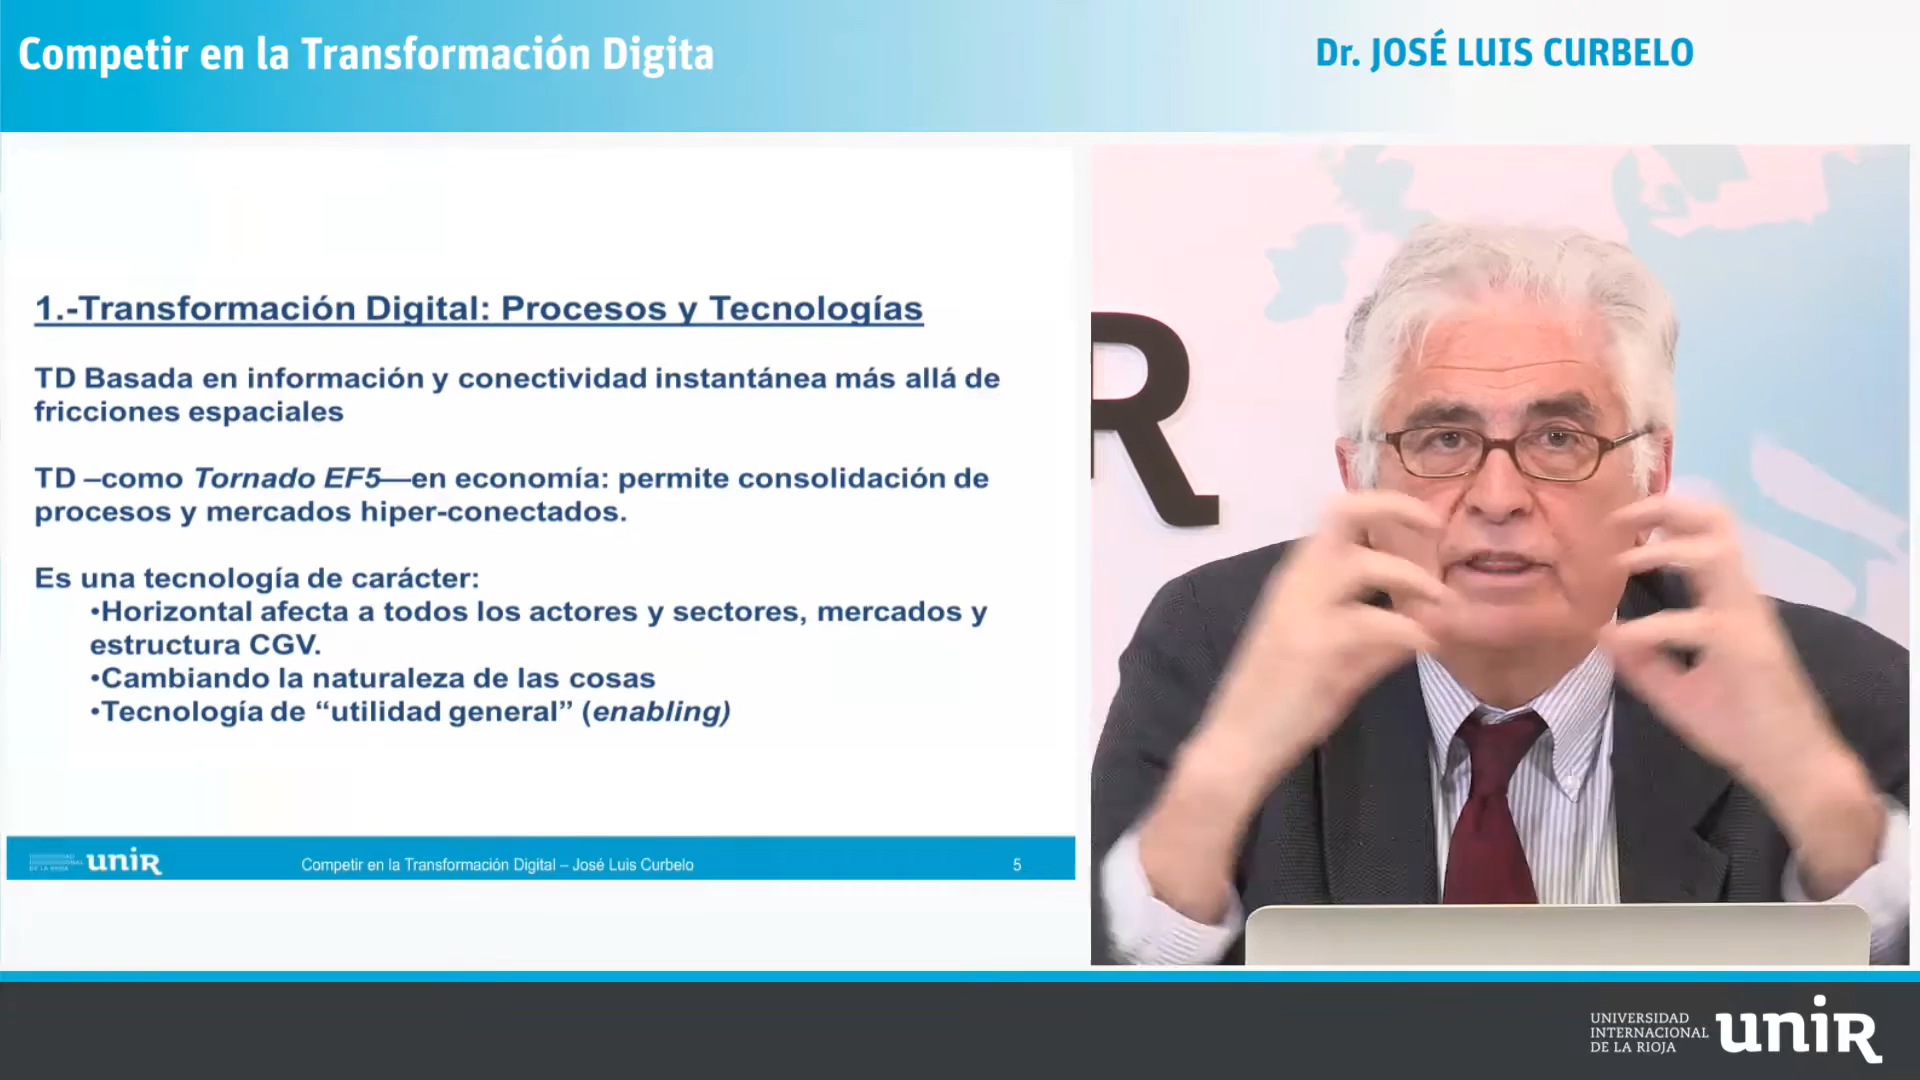 Competir en la Transformación Digita
Dr. JOSÉ LUIS CURBELO
1.-Transformación Digital: Procesos y Tecnologías
TD Basada en información y conectividad instantánea más allá de
fricciones espaciales
TD –como Tornado EF5—en economía: permite consolidación de
procesos y mercados hiper-conectados.
Es una tecnología de carácter:
•Horizontal afecta a todos los actores y sectores, mercados y
estructura CGV.
•Cambiando la naturaleza de las cosas
•Tecnología de “utilidad general” (enabling)
R
unir
Competir en la Transformación Digital – José Luis Curbelo
5
UNIVERSIDAD
INTERNACIONAL
DE LA RIOJA
unir